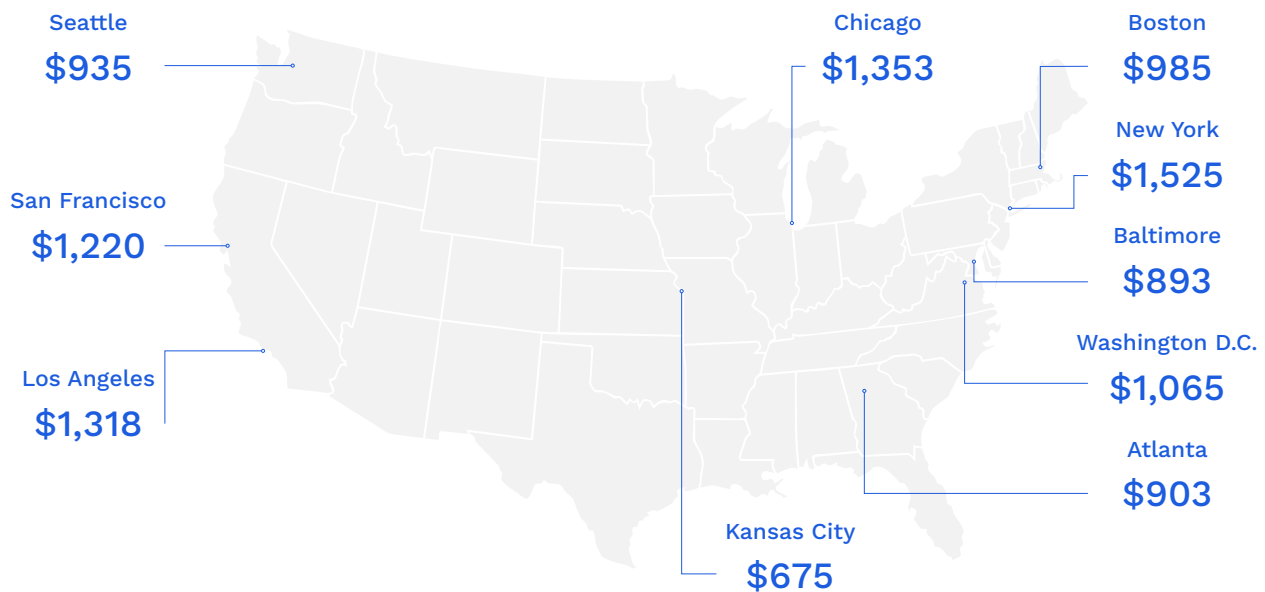 Seattle
$935
San Francisco
$1,220
Los Angeles
$1,318
Chicago
$1,353
Kansas City
$675
Boston
$985
New York
$1,525
Baltimore
$893
Washington D.C.
$1,065
Atlanta
$903